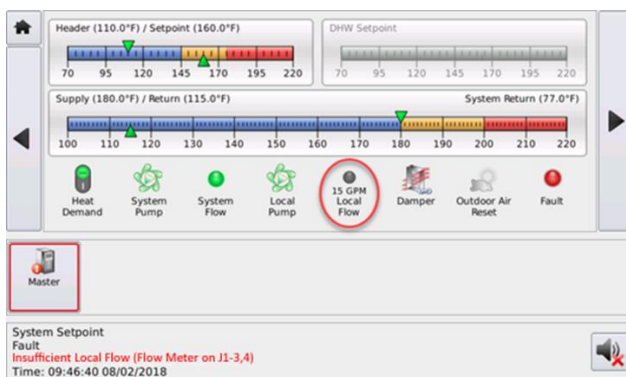 Header (110.0°F) / Setpoint (160.0°F)
DHW Setpoint
70 95 120 145 170 195 220
70 95 120 145 170 195 220
Supply (180.0°F) / Return (115.0°F)
System Return (77.0°F)
100 110 120 130 140 150 160 170 180 190 200 210 220
Heat Demand
System Pump
System Flow
Local Pump
15 GPM Local Flow
Damper
Outdoor Air Reset
Fault
Master
System Setpoint
Fault
Insufficient Local Flow (Flow Meter on J1-3,4)
Time: 09:46:40 08/02/2018